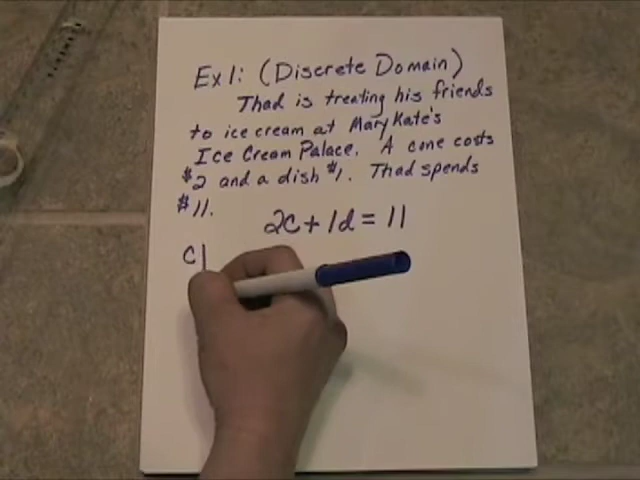 Ex 1: (Discrete Domain)
Thad is treating his friends
to ice cream at Mary Kate's
Ice Cream Palace. A cone costs
$2 and a dish $1. Thad spends
$11.
2c + 1d = 11
c|